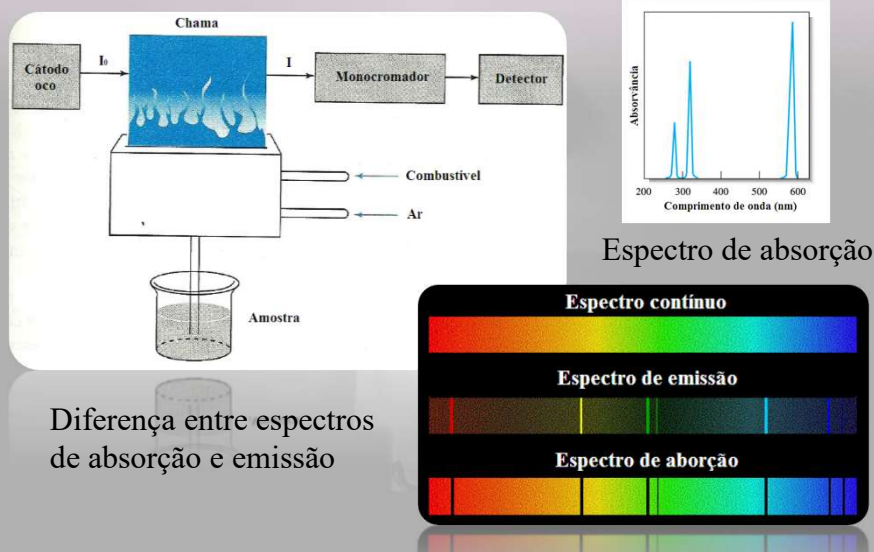 Chama
Cátodo
oco
I₀
I
Monocromador
Detector
Combustível
Ar
Amostra
Absorvância
200 300 400 500 600
Comprimento de onda (nm)
Espectro de absorção
Espectro contínuo
Espectro de emissão
Espectro de aborção
Diferença entre espectros
de absorção e emissão